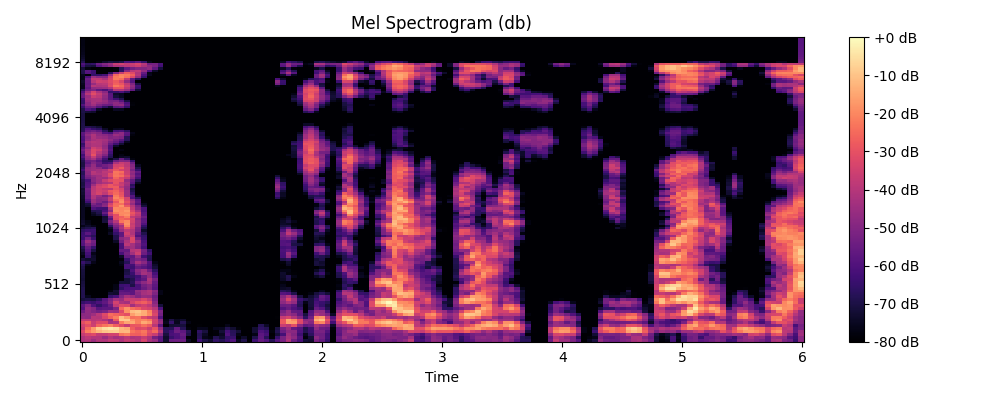 Mel Spectrogram (db)
Hz
8192
4096
2048
1024
512
0
0 1 2 3 4 5 6
Time
+0 dB
-10 dB
-20 dB
-30 dB
-40 dB
-50 dB
-60 dB
-70 dB
-80 dB